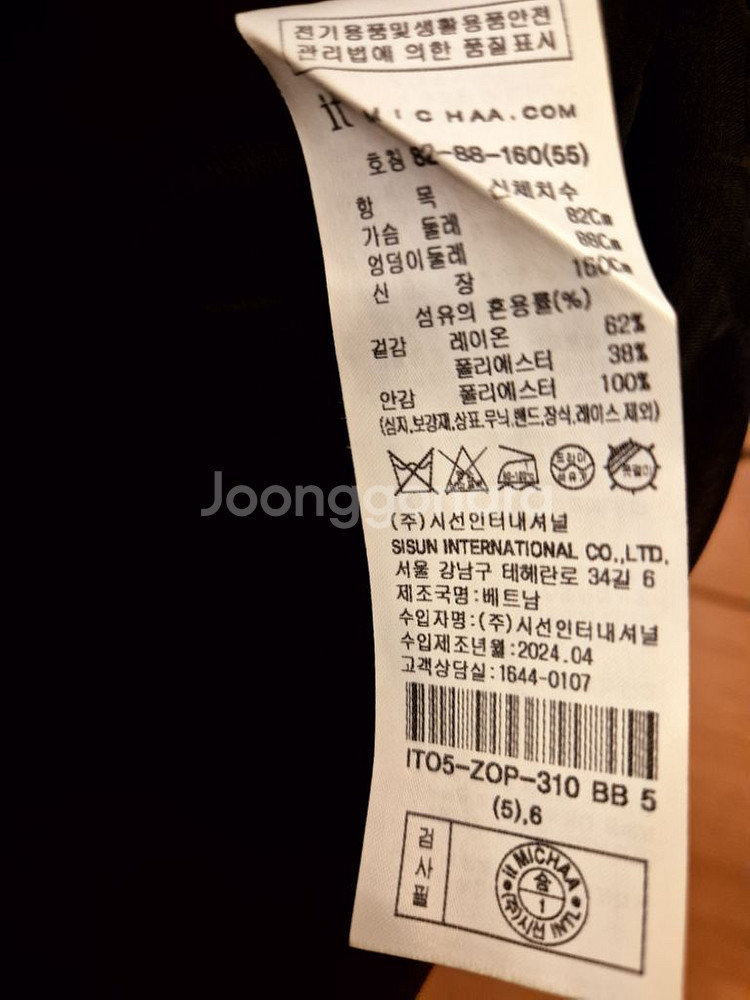 전기용품및생활용품안전
관리법에 의한 품질표시
it MICHAA.COM
호칭 82-88-160(55)
항 목 신체치수
가슴 둘레 82Cm
엉덩이둘레 88Cm
신 장 160Cm
섬유의 혼용률(%)
겉감 레이온 62%
폴리에스터 38%
안감 폴리에스터 100%
(심지,보강재,상표,무늬,밴드,장식,레이스 제외)
드라이
Joonggonara
(주)시선인터내셔널
SISUN INTERNATIONAL CO.,LTD.
서울 강남구 테헤란로 34길 6
제조국명:베트남
수입자명:(주)시선인터내셔널
수입제조년월:2024.04
고객상담실:1644-0107
IT05-ZOP-310 BB 5
(5),6
검사필
it MICHAA
합
1
(주)시선 INTL